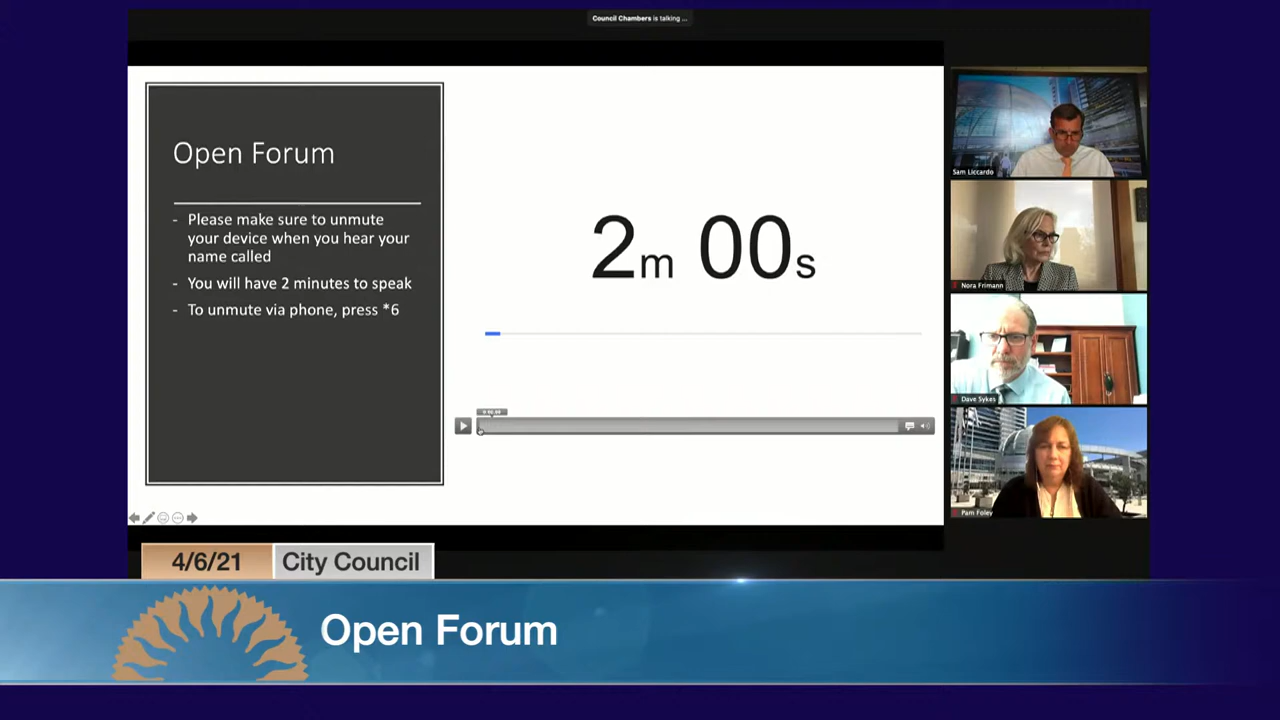 Council Chambers is talking ...
Open Forum
- Please make sure to unmute
your device when you hear your
name called
- You will have 2 minutes to speak
- To unmute via phone, press *6
2m 00s
Sam Liccardo
Nora Frimann
Dave Sykes
Pam Foley
4/6/21
City Council
Open Forum